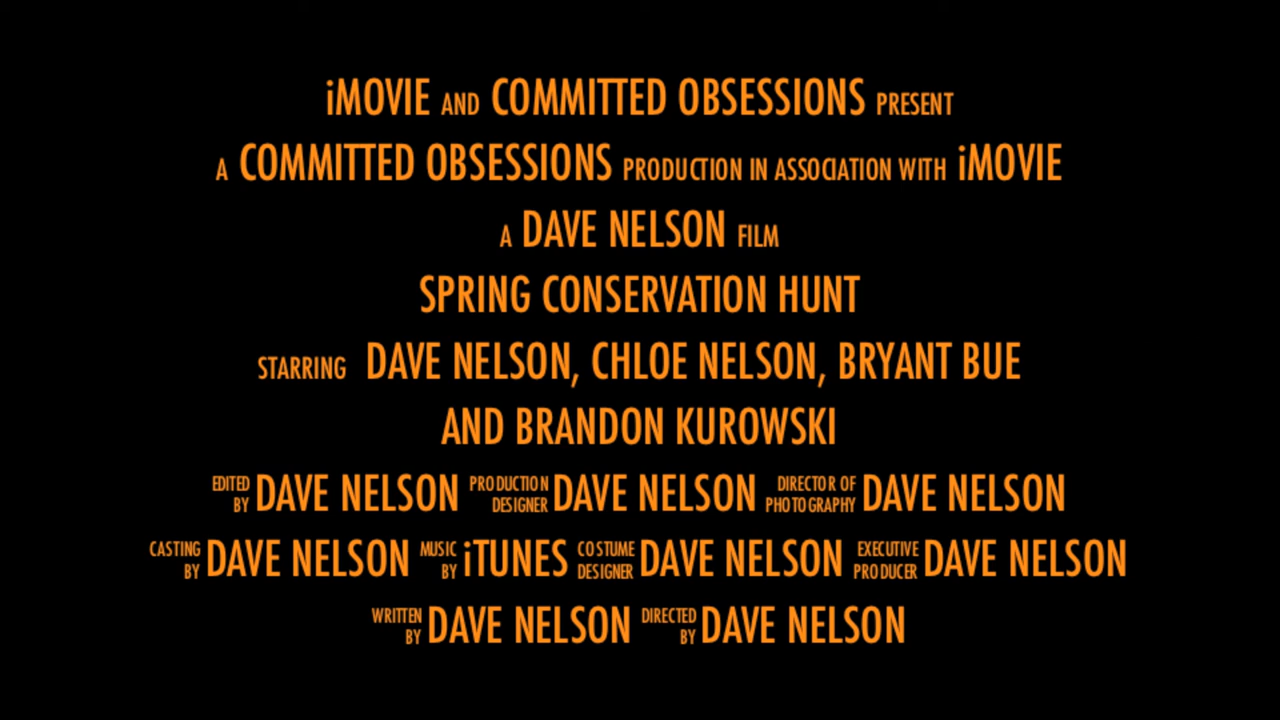 iMOVIE AND COMMITTED OBSESSIONS PRESENT
A COMMITTED OBSESSIONS PRODUCTION IN ASSOCIATION WITH iMOVIE
A DAVE NELSON FILM
SPRING CONSERVATION HUNT
STARRING DAVE NELSON, CHLOE NELSON, BRYANT BUE
AND BRANDON KUROWSKI
EDITED BY DAVE NELSON PRODUCTION DESIGNER DAVE NELSON DIRECTOR OF PHOTOGRAPHY DAVE NELSON
CASTING BY DAVE NELSON MUSIC BY iTUNES COSTUME DESIGNER DAVE NELSON EXECUTIVE PRODUCER DAVE NELSON
WRITTEN BY DAVE NELSON DIRECTED BY DAVE NELSON